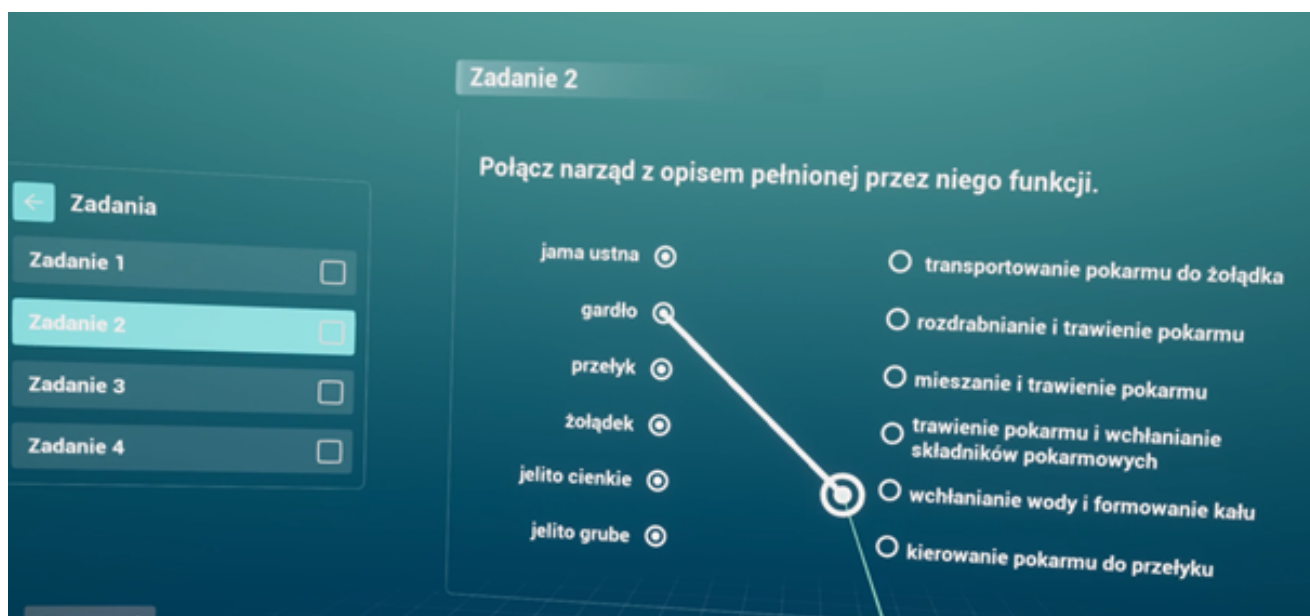 Zadania
Zadanie 1
Zadanie 2
Zadanie 3
Zadanie 4
Zadanie 2
Połącz narząd z opisem pełnionej przez niego funkcji.
jama ustna
gardło
przełyk
żołądek
jelito cienkie
jelito grube
transportowanie pokarmu do żołądka
rozdrabnianie i trawienie pokarmu
mieszanie i trawienie pokarmu
trawienie pokarmu i wchłanianie
składników pokarmowych
wchłanianie wody i formowanie kału
kierowanie pokarmu do przełyku